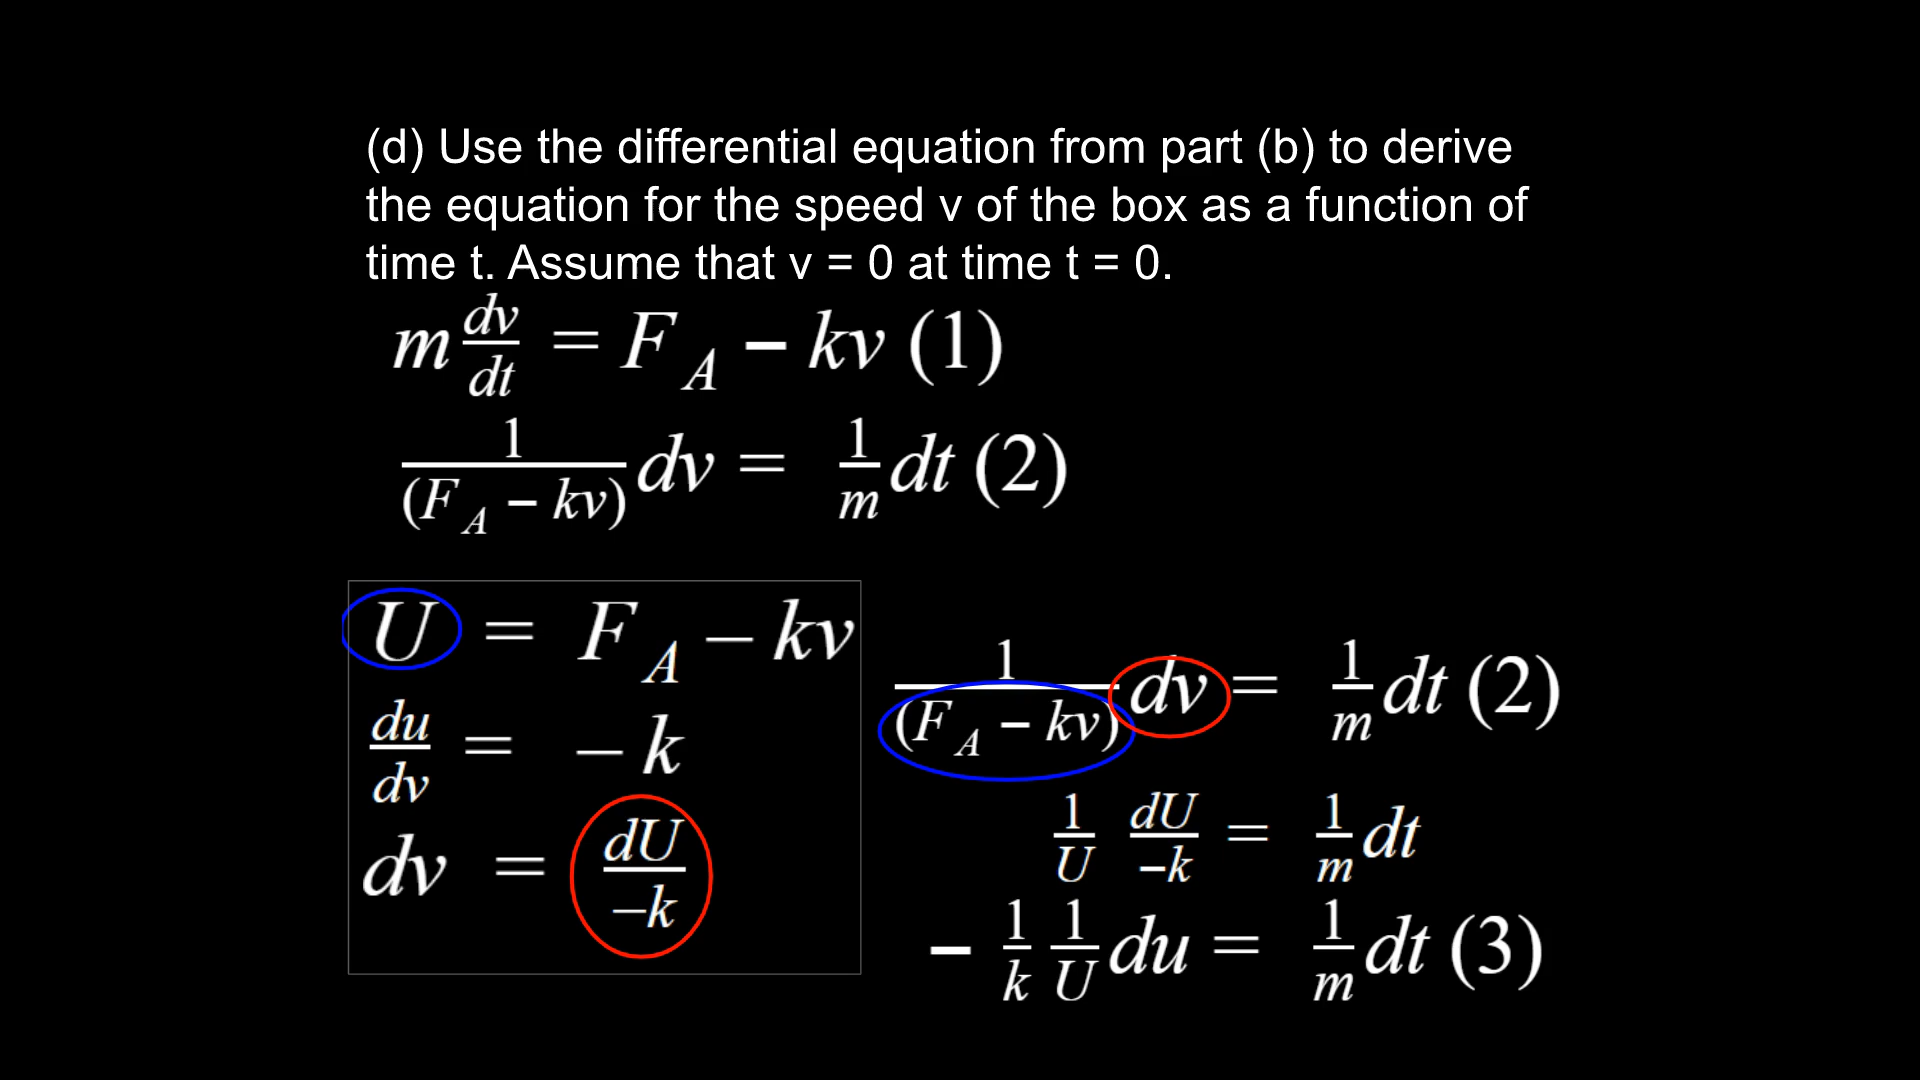 (d) Use the differential equation from part (b) to derive
the equation for the speed v of the box as a function of
time t. Assume that v = 0 at time t = 0.
m dv/dt = F_A – kv (1)
1/(F_A – kv) dv = 1/m dt (2)
U = F_A – kv
du/dv = – k
dv = dU/–k
1/(F_A – kv) dv = 1/m dt (2)
1/U dU/–k = 1/m dt
– 1/k 1/U du = 1/m dt (3)